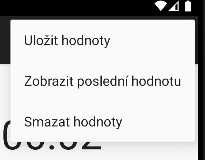 Uložit hodnoty
Zobrazit poslední hodnotu
Smazat hodnoty